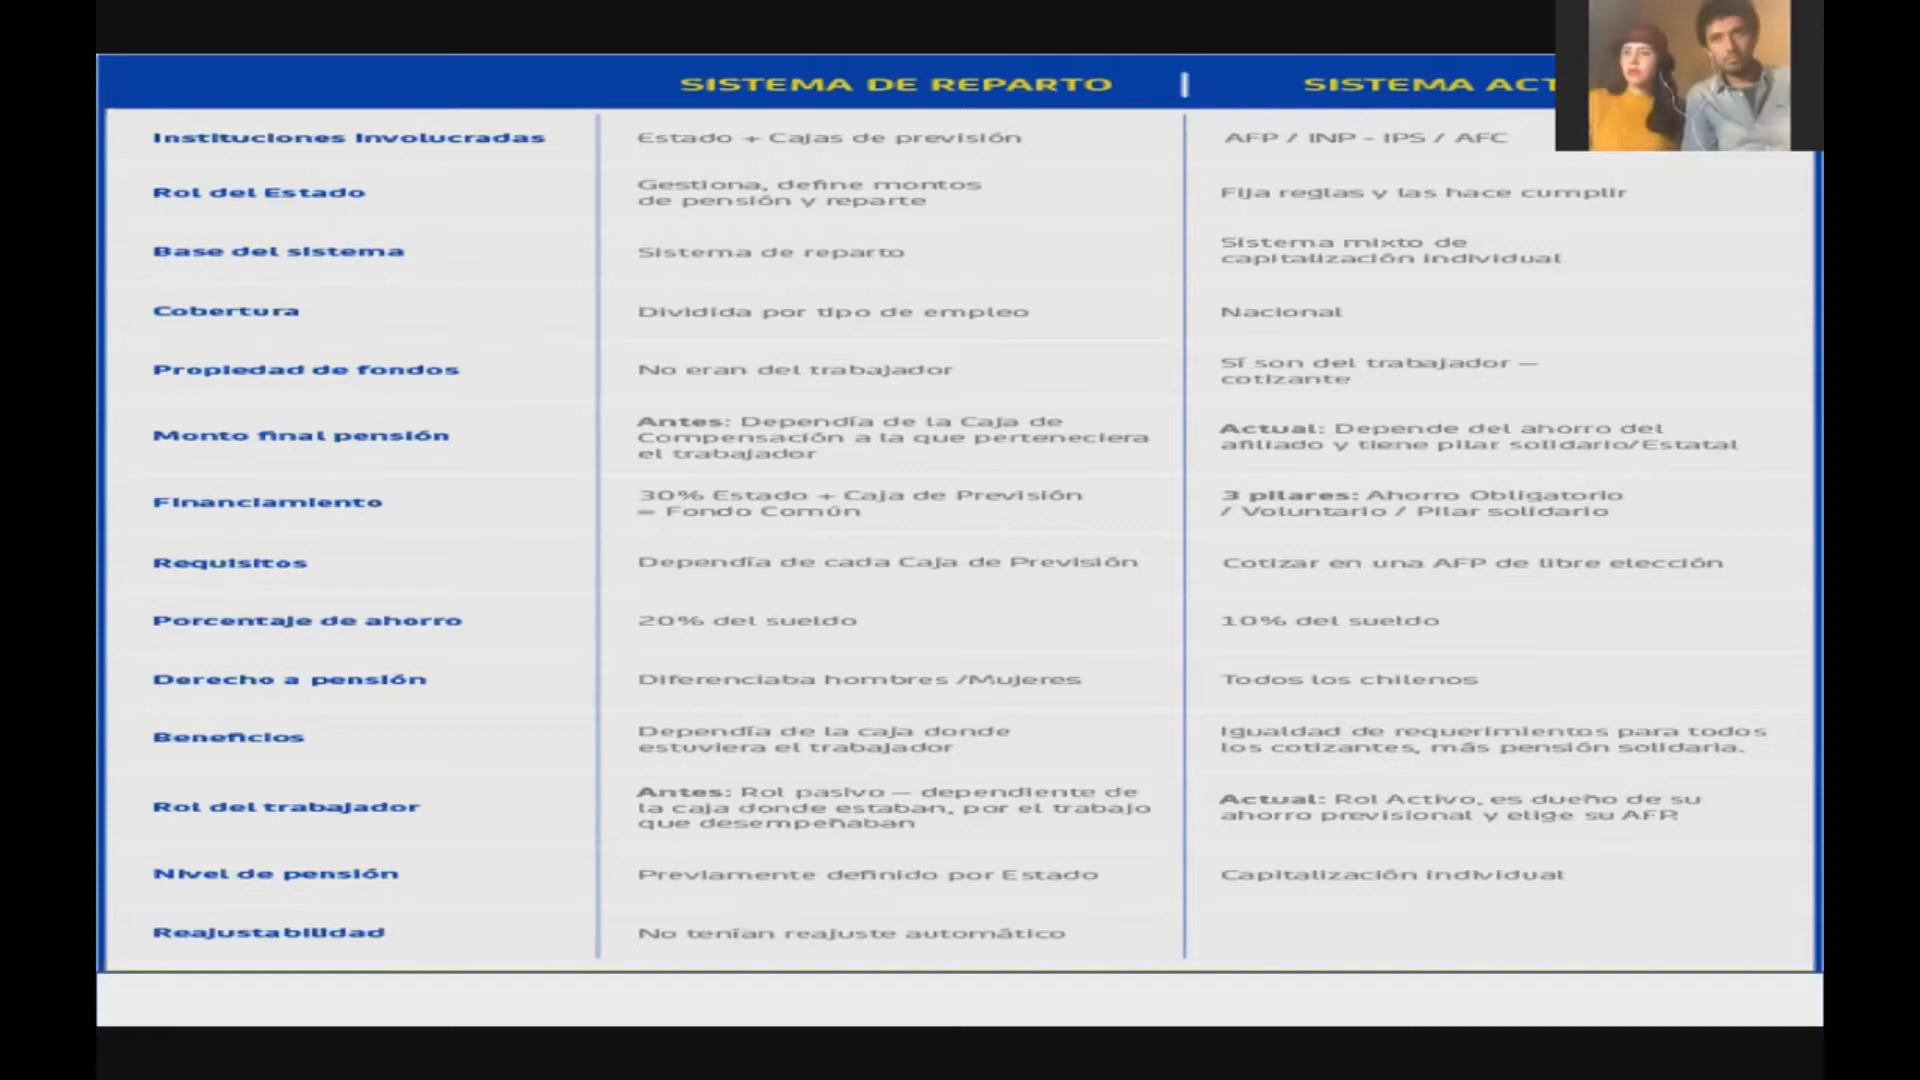 SISTEMA DE REPARTO | SISTEMA ACT
Instituciones Involucradas
Estado + Cajas de previsión
AFP / INP - IPS / AFC
Rol del Estado
Gestiona, define montos
de pensión y reparte
Fija reglas y las hace cumplir
Base del sistema
Sistema de reparto
Sistema mixto de
capitalización individual
Cobertura
Dividida por tipo de empleo
Nacional
Propiedad de fondos
No eran del trabajador
Sí son del trabajador —
cotizante
Monto final pensión
Antes: Dependía de la Caja de
Compensación a la que perteneciera
el trabajador
Actual: Depende del ahorro del
afiliado y tiene pilar solidario/Estatal
Financiamiento
30% Estado + Caja de Previsión
= Fondo Común
3 pilares: Ahorro Obligatorio
/ Voluntario / Pilar solidario
Requisitos
Dependía de cada Caja de Previsión
Cotizar en una AFP de libre elección
Porcentaje de ahorro
20% del sueldo
10% del sueldo
Derecho a pensión
Diferenciaba hombres /Mujeres
Todos los chilenos
Beneficios
Dependía de la caja donde
estuviera el trabajador
Igualdad de requerimientos para todos
los cotizantes, más pensión solidaria.
Rol del trabajador
Antes: Rol pasivo — dependiente de
la caja donde estaban, por el trabajo
que desempeñaban
Actual: Rol Activo, es dueño de su
ahorro previsional y elige su AFP.
Nivel de pensión
Previamente definido por Estado
Capitalización individual
Reajustabilidad
No tenían reajuste automático